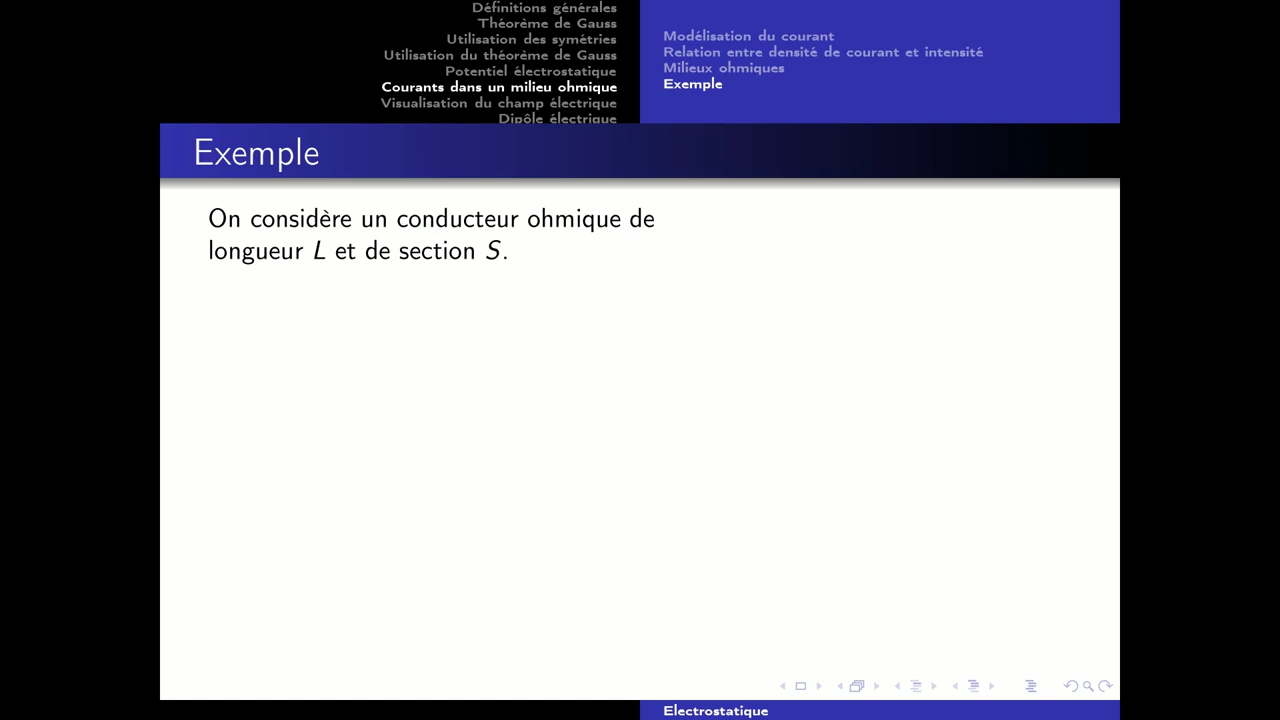 Définitions générales
Théorème de Gauss
Utilisation des symétries
Utilisation du théorème de Gauss
Potentiel électrostatique
Courants dans un milieu ohmique
Visualisation du champ électrique
Dipôle électrique
Modélisation du courant
Relation entre densité de courant et intensité
Milieux ohmiques
Exemple
Exemple
On considère un conducteur ohmique de
longueur L et de section S.
Electrostatique